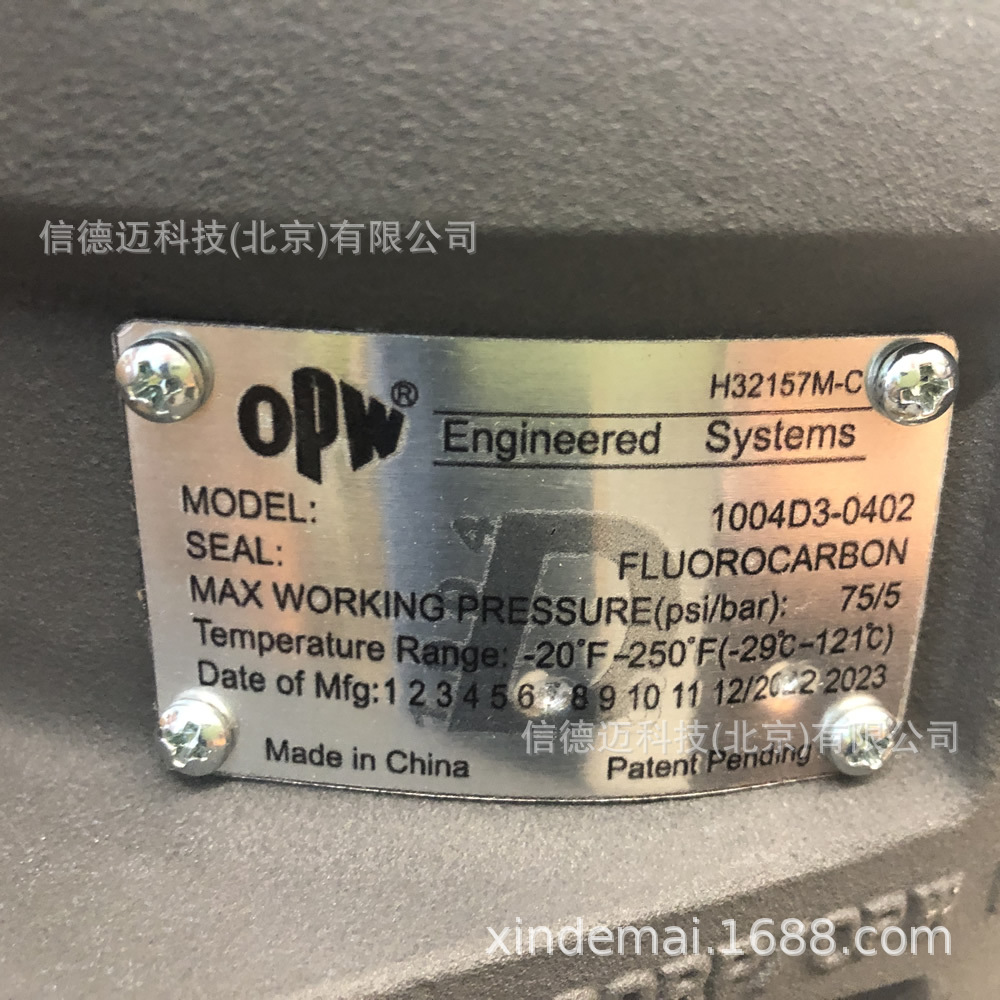 信德迈科技(北京)有限公司
H32157M-C
OPW®
Engineered Systems
MODEL: 1004D3-0402
SEAL: FLUOROCARBON
MAX WORKING PRESSURE(psi/bar): 75/5
Temperature Range: -20°F-250°F(-29℃-121℃)
Date of Mfg:1 2 3 4 5 6 8 9 10 11 12/2022-2023
信德迈科技(北京)有限公司
Made in China Patent Pending
xindemai.1688.com